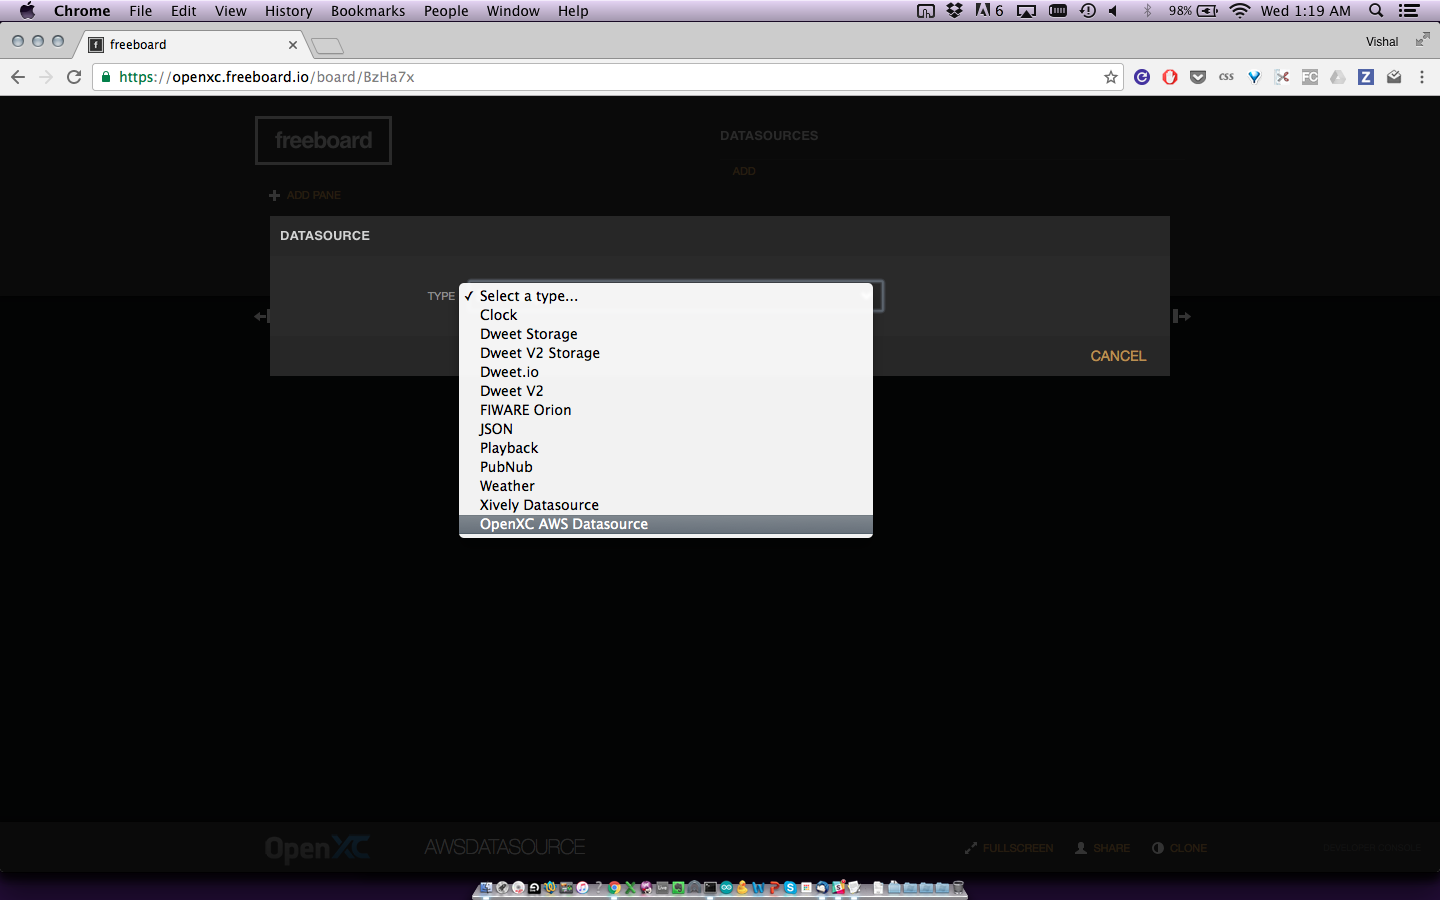 Chrome File Edit View History Bookmarks People Window Help 6 98% Wed 1:19 AM
freeboard Vishal
https://openxc.freeboard.io/board/BzHa7x css FC Z
freeboard
DATASOURCES
ADD
ADD PANE
DATASOURCE
TYPE
✓ Select a type...
Clock
Dweet Storage
Dweet V2 Storage
Dweet.io
Dweet V2
FIWARE Orion
JSON
Playback
PubNub
Weather
Xively Datasource
OpenXC AWS Datasource
CANCEL
OpenXC AWSDATASOURCE FULLSCREEN SHARE CLONE